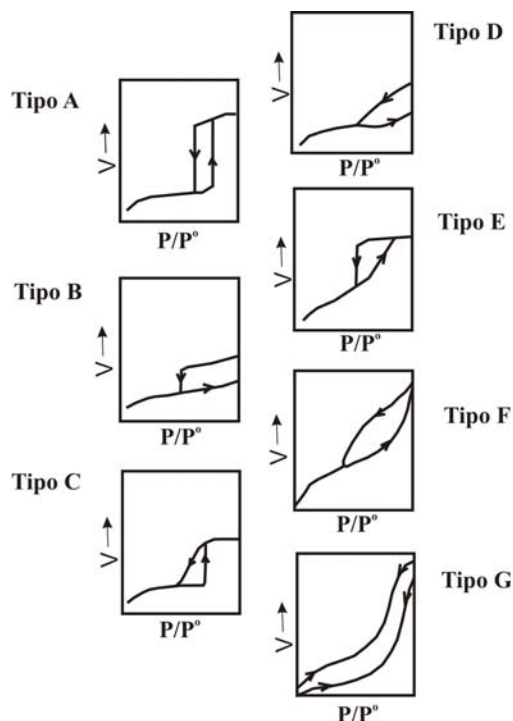 Tipo A
V
P/P°
Tipo B
V
P/P°
Tipo C
V
P/P°
Tipo D
V
P/P°
Tipo E
V
P/P°
Tipo F
V
P/P°
Tipo G
V
P/P°